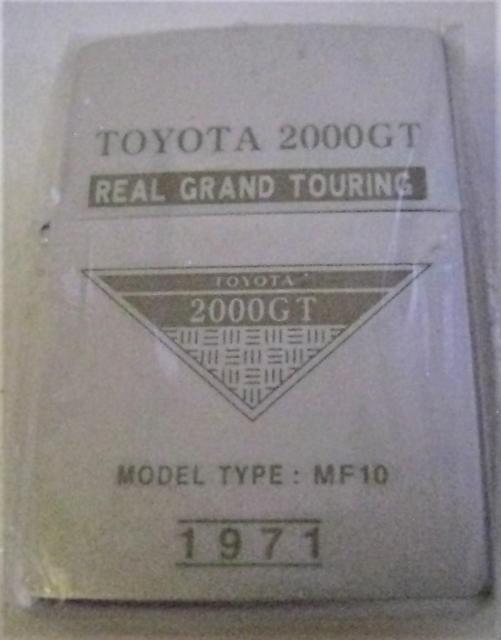 TOYOTA 2000GT
REAL GRAND TOURING
TOYOTA
2000GT
MODEL TYPE : MF10
1971